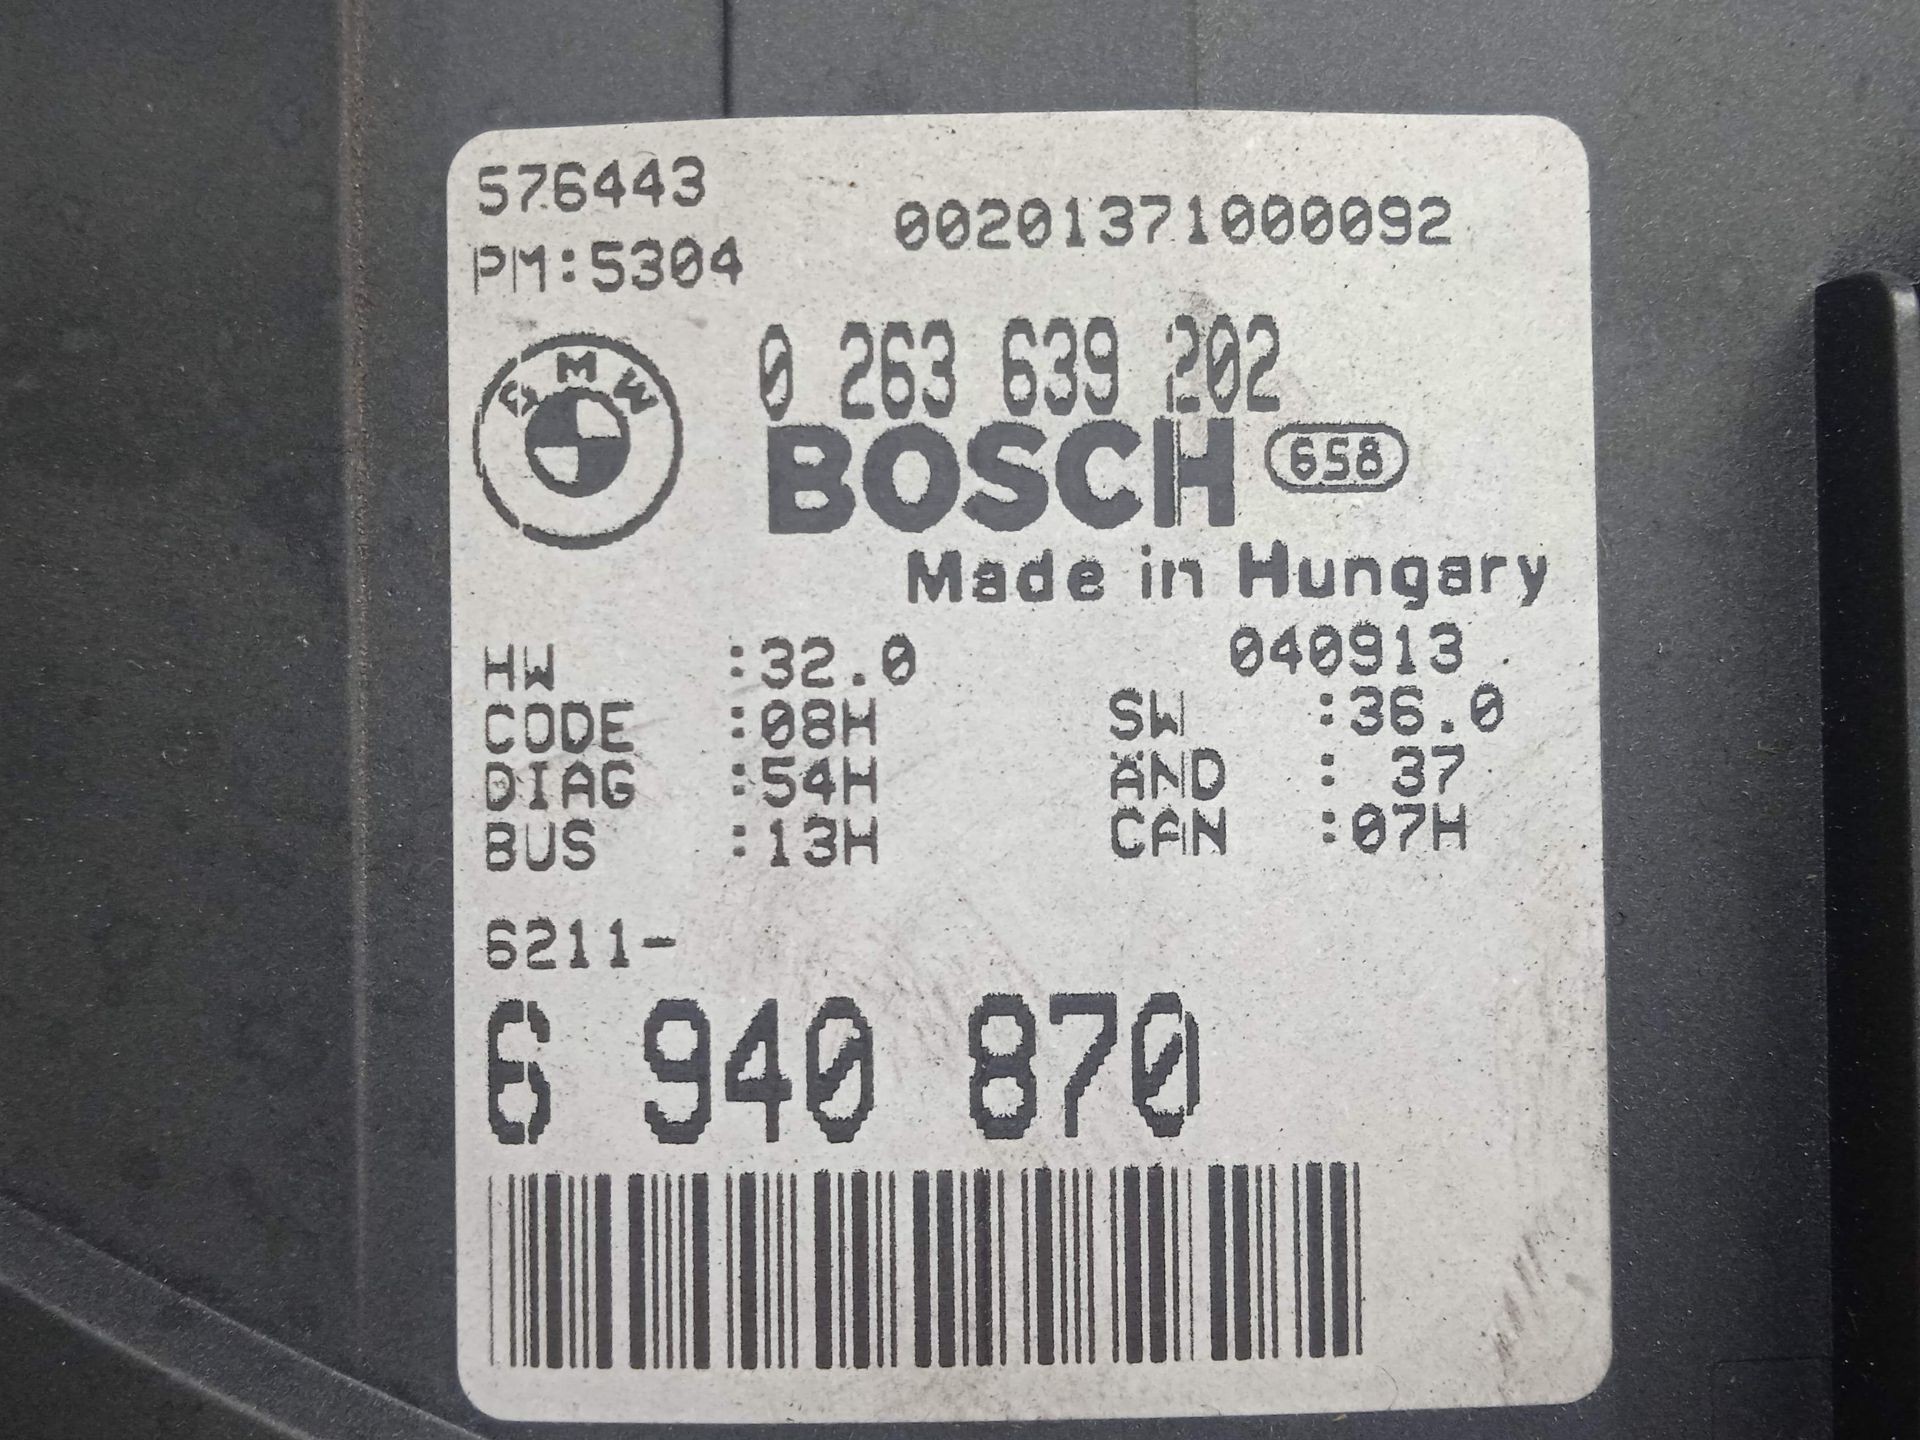 576443
00201371000092
PM:5304
0 263 639 202
BMW
BOSCH 658
Made in Hungary
HW :32.0
040913
CODE :08H
SW :36.0
DIAG :54H
ÄND : 37
BUS :13H
CAN :07H
6211-
6 940 870